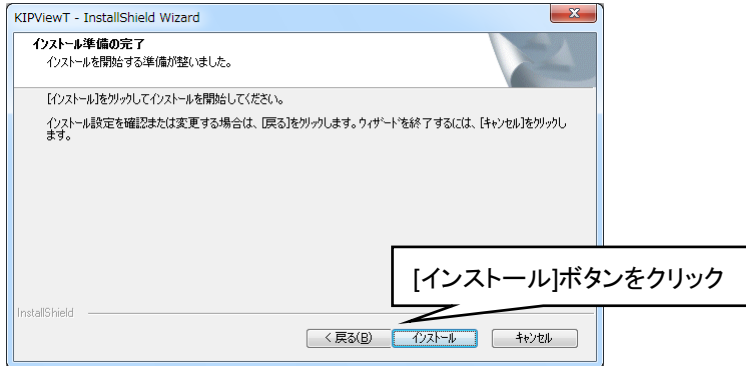 KIPViewT - InstallShield Wizard
インストール準備の完了
インストールを開始する準備が整いました。
[インストール]をクリックしてインストールを開始してください。
インストール設定を確認または変更する場合は、[戻る]をクリックします。ウィザードを終了するには、[キャンセル]をクリックし
ます。
[インストール]ボタンをクリック
InstallShield
< 戻る(B)
インストール
キャンセル